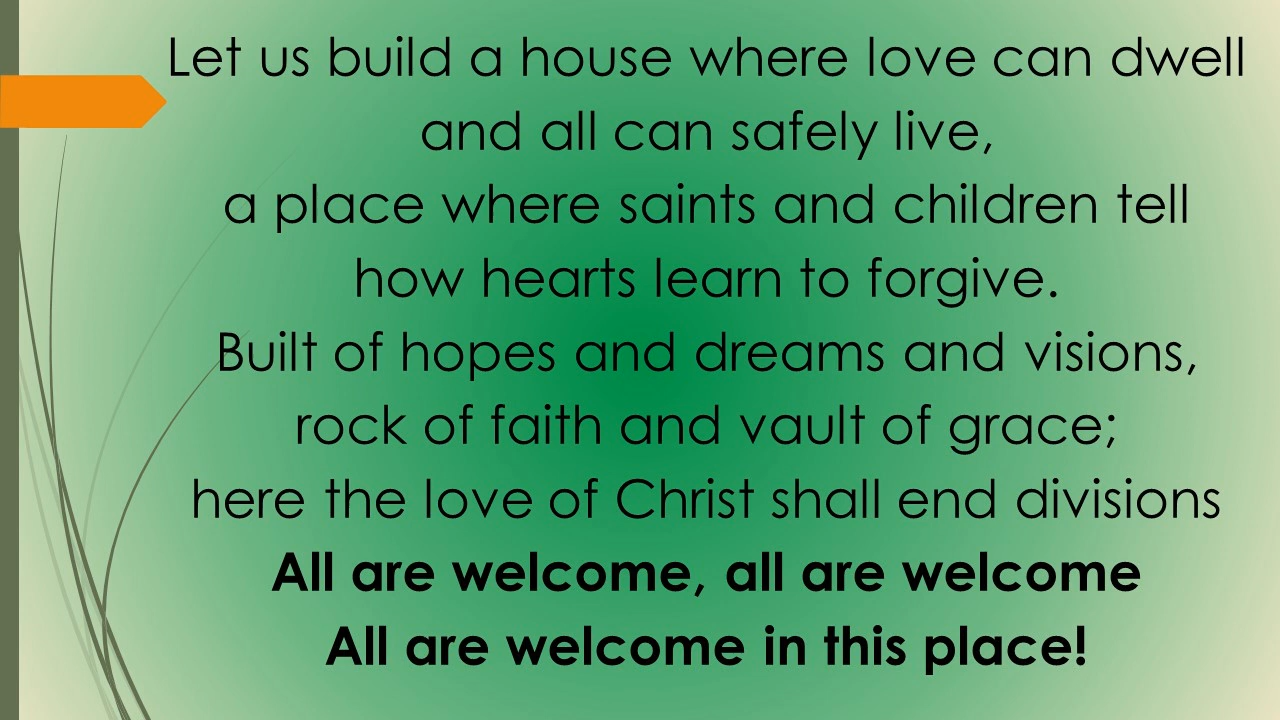 Let us build a house where love can dwell
and all can safely live,
a place where saints and children tell
how hearts learn to forgive.
Built of hopes and dreams and visions,
rock of faith and vault of grace;
here the love of Christ shall end divisions
All are welcome, all are welcome
All are welcome in this place!